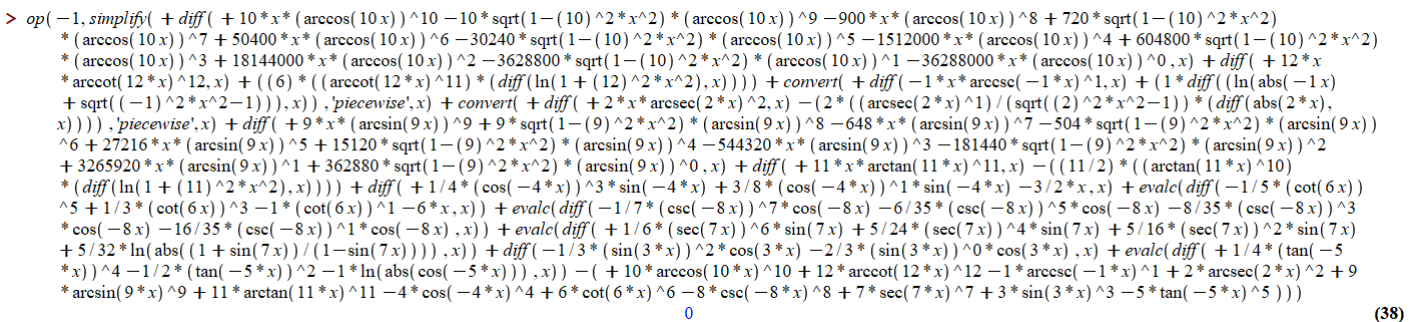 > op(−1, simplify( + diff( + 10*x*(arccos(10 x))^10 −10*sqrt(1−(10)^2*x^2)*(arccos(10 x))^9 −900*x*(arccos(10 x))^8 + 720*sqrt(1−(10)^2*x^2)
*(arccos(10 x))^7 + 50400*x*(arccos(10 x))^6 −30240*sqrt(1−(10)^2*x^2)*(arccos(10 x))^5 −1512000*x*(arccos(10 x))^4 + 604800*sqrt(1−(10)^2*x^2)
*(arccos(10 x))^3 + 18144000*x*(arccos(10 x))^2 −3628800*sqrt(1−(10)^2*x^2)*(arccos(10 x))^1 −36288000*x*(arccos(10 x))^0, x) + diff( + 12*x
*arccot(12*x)^12, x) + ((6)*((arccot(12*x)^11)*(diff(ln(1 + (12)^2*x^2), x)))) + convert( + diff( −1*x*arccsc( −1*x)^1, x) + (1*diff((ln(abs( −1 x)
+ sqrt((−1)^2*x^2−1))), x)), 'piecewise', x) + convert( + diff( + 2*x*arcsec(2*x)^2, x) −(2*((arcsec(2*x)^1)/(sqrt((2)^2*x^2−1))*(diff(abs(2*x),
x)))), 'piecewise', x) + diff( + 9*x*(arcsin(9 x))^9 + 9*sqrt(1−(9)^2*x^2)*(arcsin(9 x))^8 −648*x*(arcsin(9 x))^7 −504*sqrt(1−(9)^2*x^2)*(arcsin(9 x))
^6 + 27216*x*(arcsin(9 x))^5 + 15120*sqrt(1−(9)^2*x^2)*(arcsin(9 x))^4 −544320*x*(arcsin(9 x))^3 −181440*sqrt(1−(9)^2*x^2)*(arcsin(9 x))^2
+ 3265920*x*(arcsin(9 x))^1 + 362880*sqrt(1−(9)^2*x^2)*(arcsin(9 x))^0, x) + diff( + 11*x*arctan(11*x)^11, x) −((11/2)*((arctan(11*x)^10)
*(diff(ln(1 + (11)^2*x^2), x)))) + diff( + 1/4*(cos(−4*x))^3*sin(−4*x) + 3/8*(cos(−4*x))^1*sin(−4*x) −3/2*x, x) + evalc(diff( −1/5*(cot(6 x))
^5 + 1/3*(cot(6 x))^3 −1*(cot(6 x))^1 −6*x, x)) + evalc(diff( −1/7*(csc(−8 x))^7*cos(−8 x) −6/35*(csc(−8 x))^5*cos(−8 x) −8/35*(csc(−8 x))^3
*cos(−8 x) −16/35*(csc(−8 x))^1*cos(−8 x) , x)) + evalc(diff( + 1/6*(sec(7 x))^6*sin(7 x) + 5/24*(sec(7 x))^4*sin(7 x) + 5/16*(sec(7 x))^2*sin(7 x)
+ 5/32*ln(abs((1 + sin(7 x))/(1−sin(7 x)))) , x)) + diff( −1/3*(sin(3*x))^2*cos(3*x) −2/3*(sin(3*x))^0*cos(3*x) , x) + evalc(diff( + 1/4*(tan(−5
*x))^4 −1/2*(tan(−5*x))^2 −1*ln(abs(cos(−5*x))) , x)) −( + 10*arccos(10*x)^10 + 12*arccot(12*x)^12 −1*arccsc(−1*x)^1 + 2*arcsec(2*x)^2 + 9
*arcsin(9*x)^9 + 11*arctan(11*x)^11 −4*cos(−4*x)^4 + 6*cot(6*x)^6 −8*csc(−8*x)^8 + 7*sec(7*x)^7 + 3*sin(3*x)^3 −5*tan(−5*x)^5 )))
0 (38)